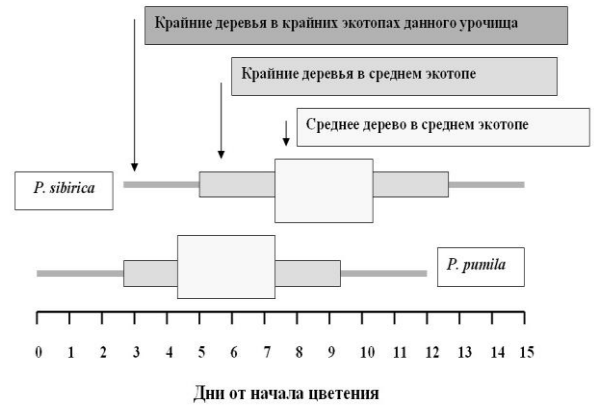 Крайние деревья в крайних экотопах данного урочища
Крайние деревья в среднем экотопе
Среднее дерево в среднем экотопе
P. sibirica
P. pumila
0 1 2 3 4 5 6 7 8 9 10 11 12 13 14 15
Дни от начала цветения